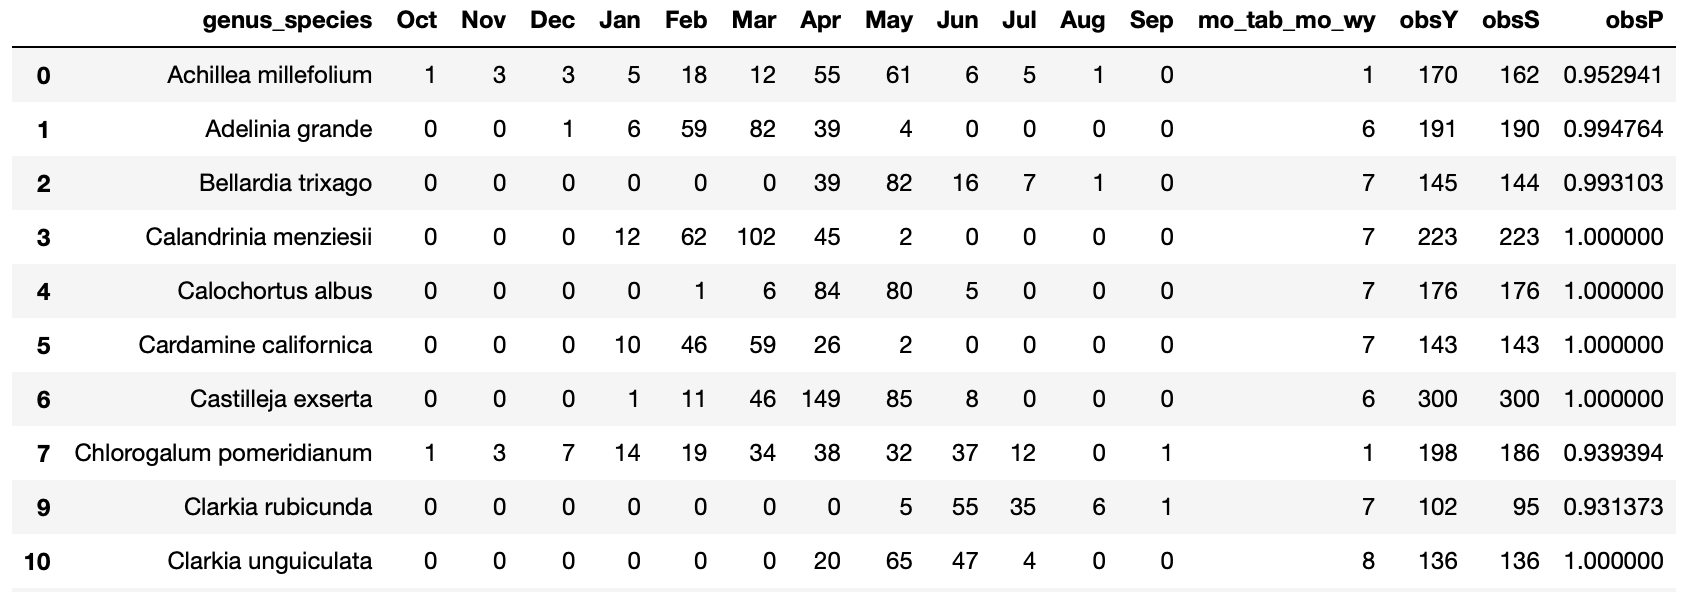 genus_species Oct Nov Dec Jan Feb Mar Apr May Jun Jul Aug Sep mo_tab_mo_wy obsY obsS obsP
0 Achillea millefolium 1 3 3 5 18 12 55 61 6 5 1 0 1 170 162 0.952941
1 Adelinia grande 0 0 1 6 59 82 39 4 0 0 0 0 6 191 190 0.994764
2 Bellardia trixago 0 0 0 0 0 0 39 82 16 7 1 0 7 145 144 0.993103
3 Calandrinia menziesii 0 0 0 12 62 102 45 2 0 0 0 0 7 223 223 1.000000
4 Calochortus albus 0 0 0 0 1 6 84 80 5 0 0 0 7 176 176 1.000000
5 Cardamine californica 0 0 0 10 46 59 26 2 0 0 0 0 7 143 143 1.000000
6 Castilleja exserta 0 0 0 1 11 46 149 85 8 0 0 0 6 300 300 1.000000
7 Chlorogalum pomeridianum 1 3 7 14 19 34 38 32 37 12 0 1 1 198 186 0.939394
9 Clarkia rubicunda 0 0 0 0 0 0 0 5 55 35 6 1 7 102 95 0.931373
10 Clarkia unguiculata 0 0 0 0 0 0 20 65 47 4 0 0 8 136 136 1.000000